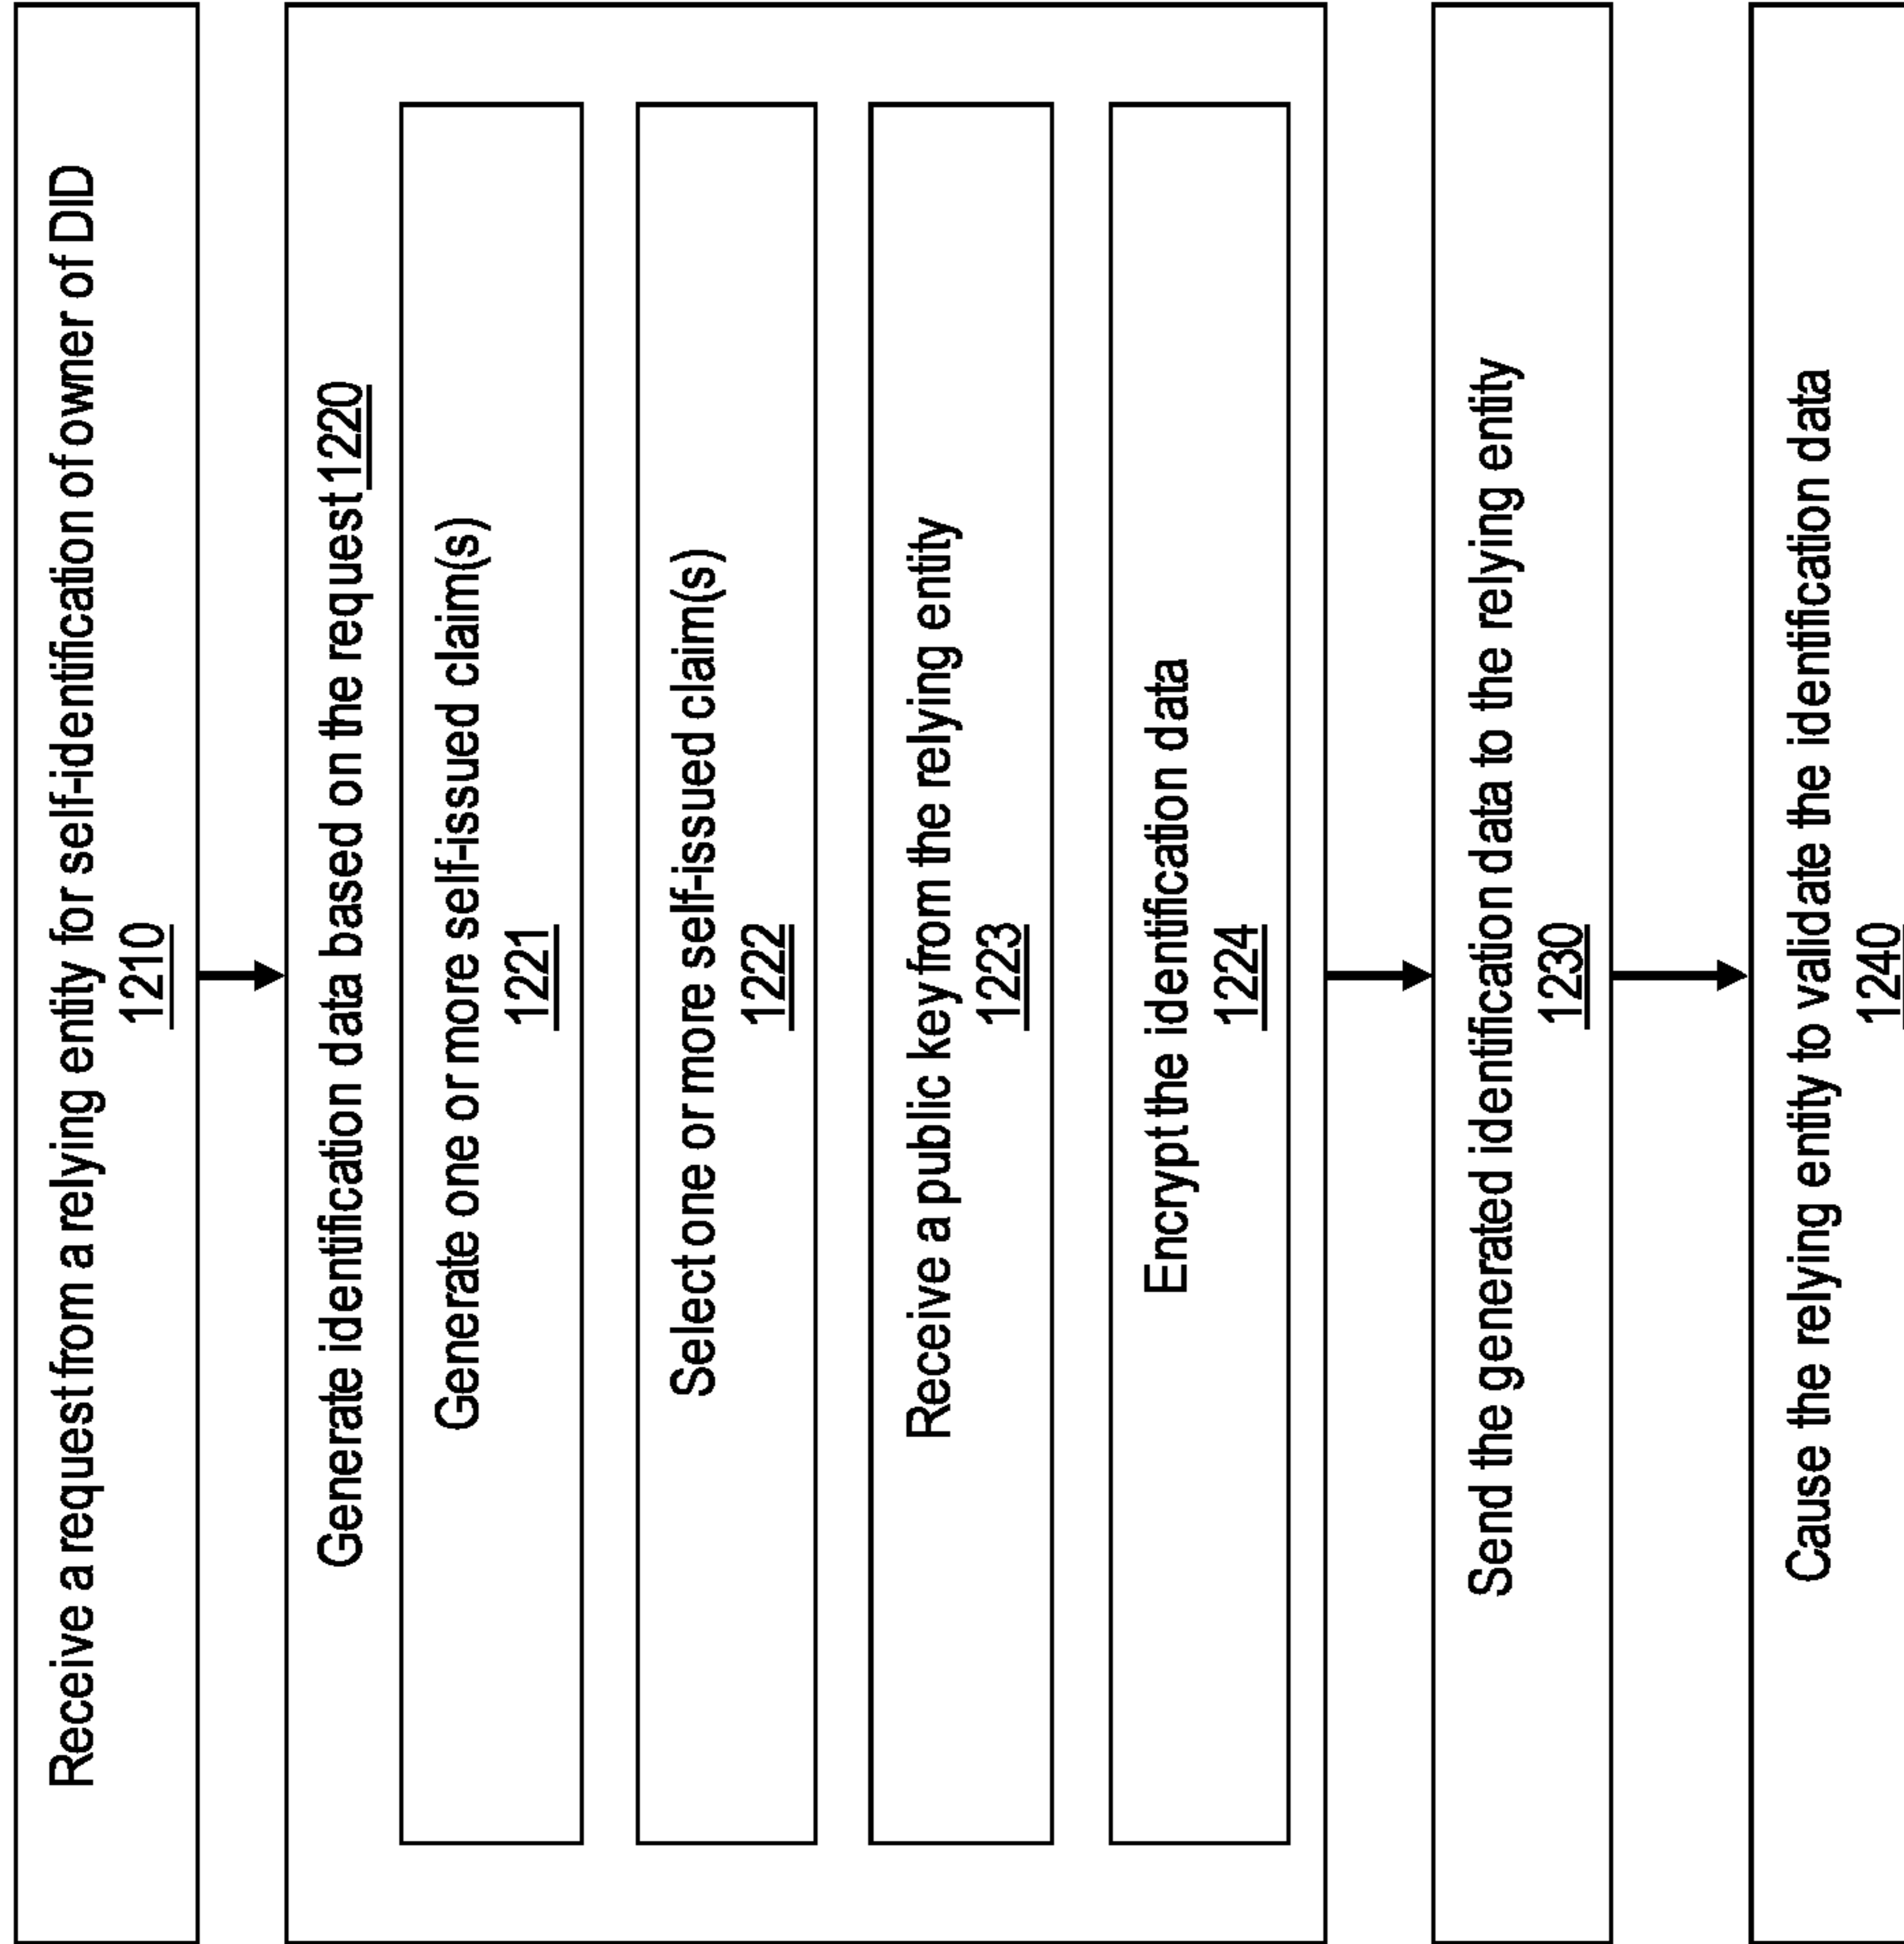 Receive a request from a relying entity for self-identification of owner of DID
1210
Generate identification data based on the request 1220
Generate one or more self-issued claim(s)
1221
Select one or more self-issued claim(s)
1222
Receive a public key from the relying entity
1223
Encrypt the identification data
1224
Send the generated identification data to the relying entity
1230
Cause the relying entity to validate the identification data
1240